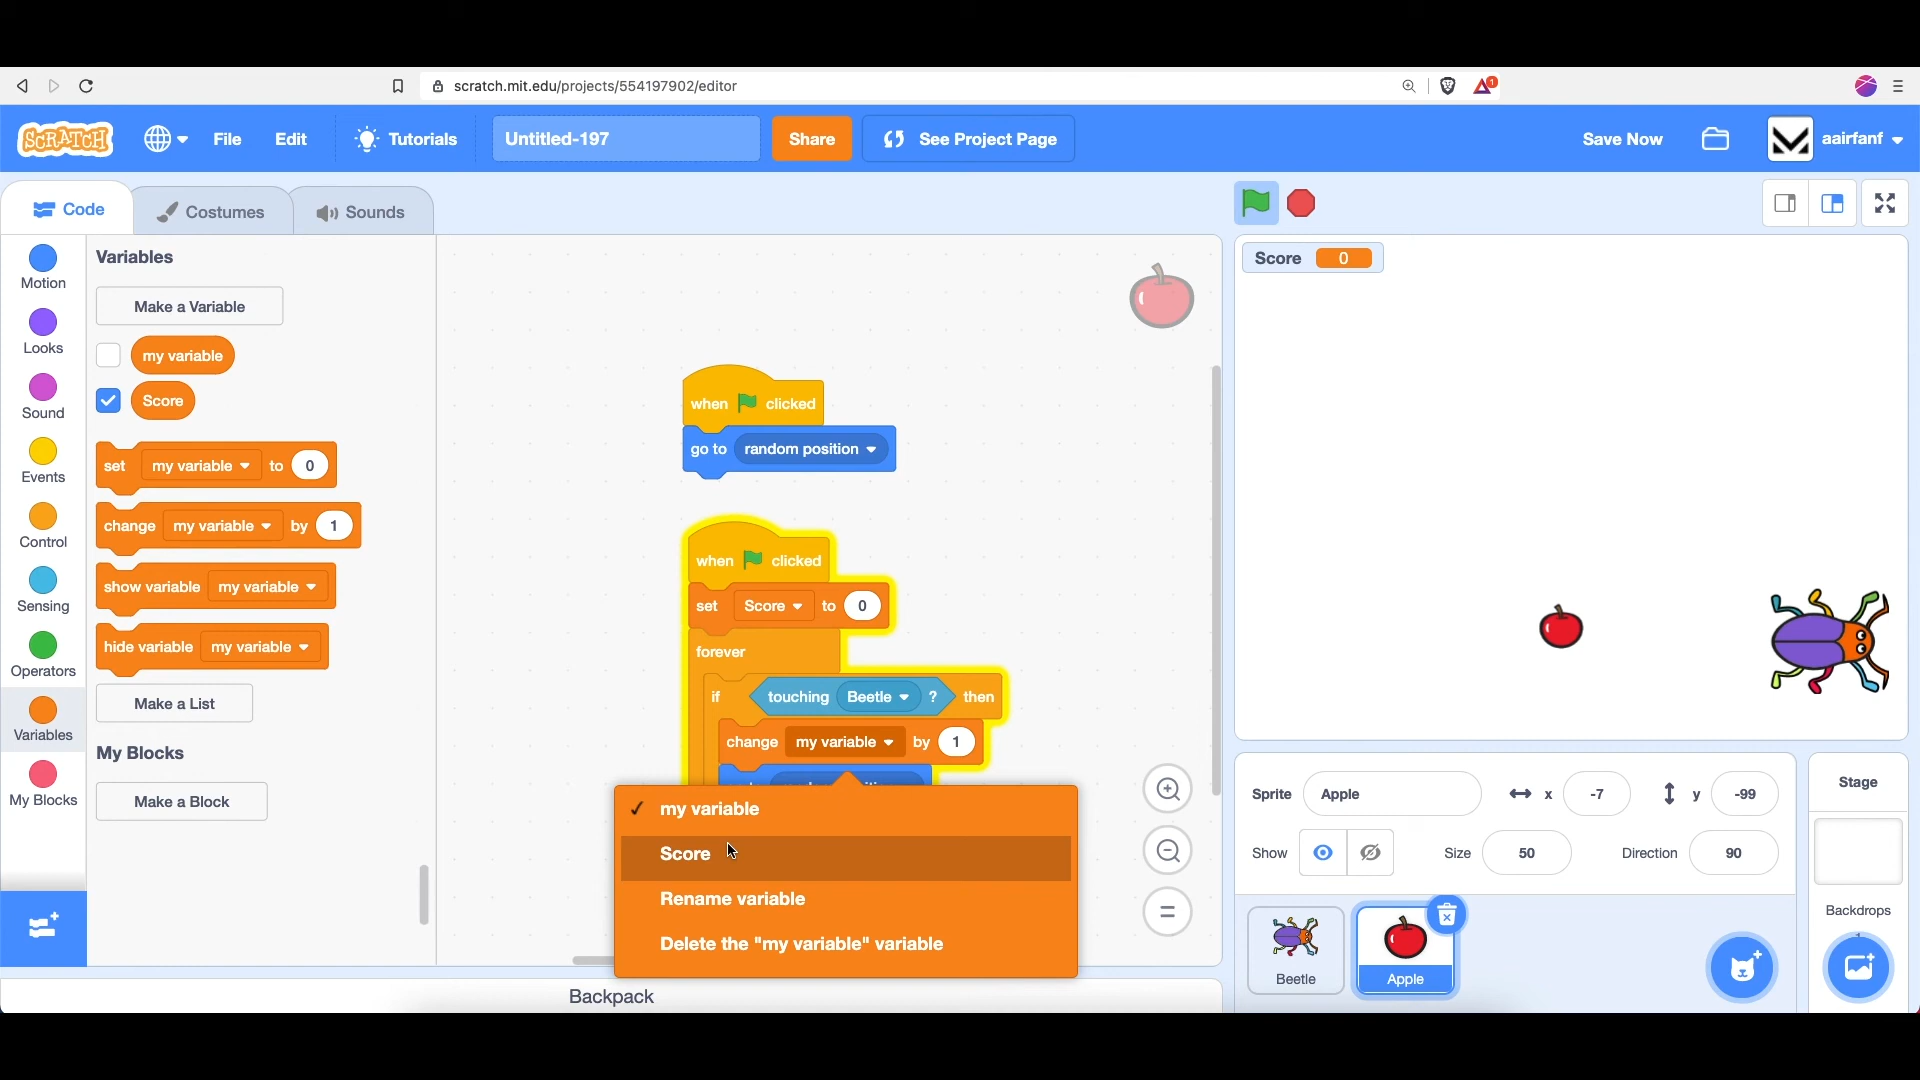 scratch.mit.edu/projects/554197902/editor
1
SCRATCH
File
Edit
Tutorials
Untitled-197
Share
See Project Page
Save Now
aairfanf
Code
Costumes
Sounds
Motion
Looks
Sound
Events
Control
Sensing
Operators
Variables
My Blocks
Variables
Make a Variable
my variable
Score
set my variable to 0
change my variable by 1
show variable my variable
hide variable my variable
Make a List
My Blocks
Make a Block
when clicked
go to random position
when clicked
set Score to 0
forever
if touching Beetle ? then
change my variable by 1
my variable
Score
Rename variable
Delete the "my variable" variable
Backpack
Score 0
Sprite Apple x -7 y -99
Show Size 50 Direction 90
Beetle
Apple
Stage
Backdrops
1